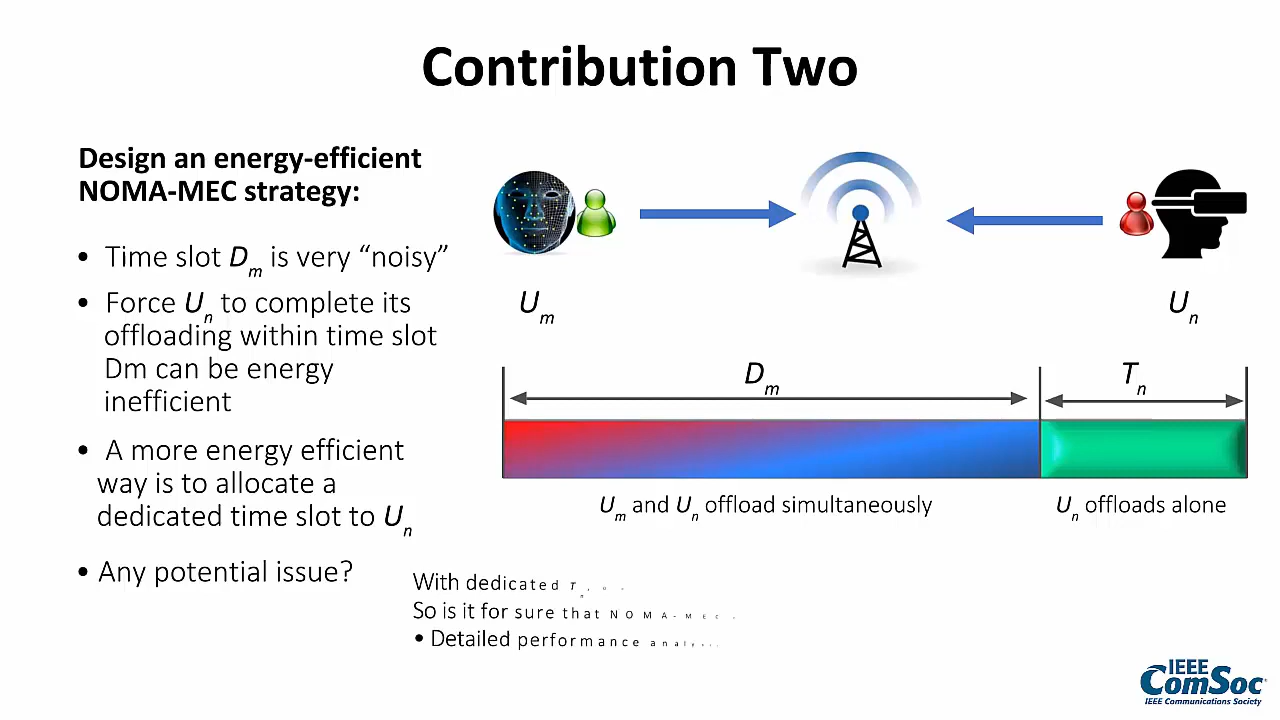 Contribution Two
Design an energy-efficient
NOMA-MEC strategy:
• Time slot Dm is very “noisy”
• Force Un to complete its
offloading within time slot
Dm can be energy
inefficient
• A more energy efficient
way is to allocate a
dedicated time slot to Un
• Any potential issue?
Um
Un
Dm
Tn
Um and Un offload simultaneously
Un offloads alone
With dedicated Tn,
So is it for sure that NOMA-MEC
• Detailed performance
IEEE
ComSoc
IEEE Communications Society